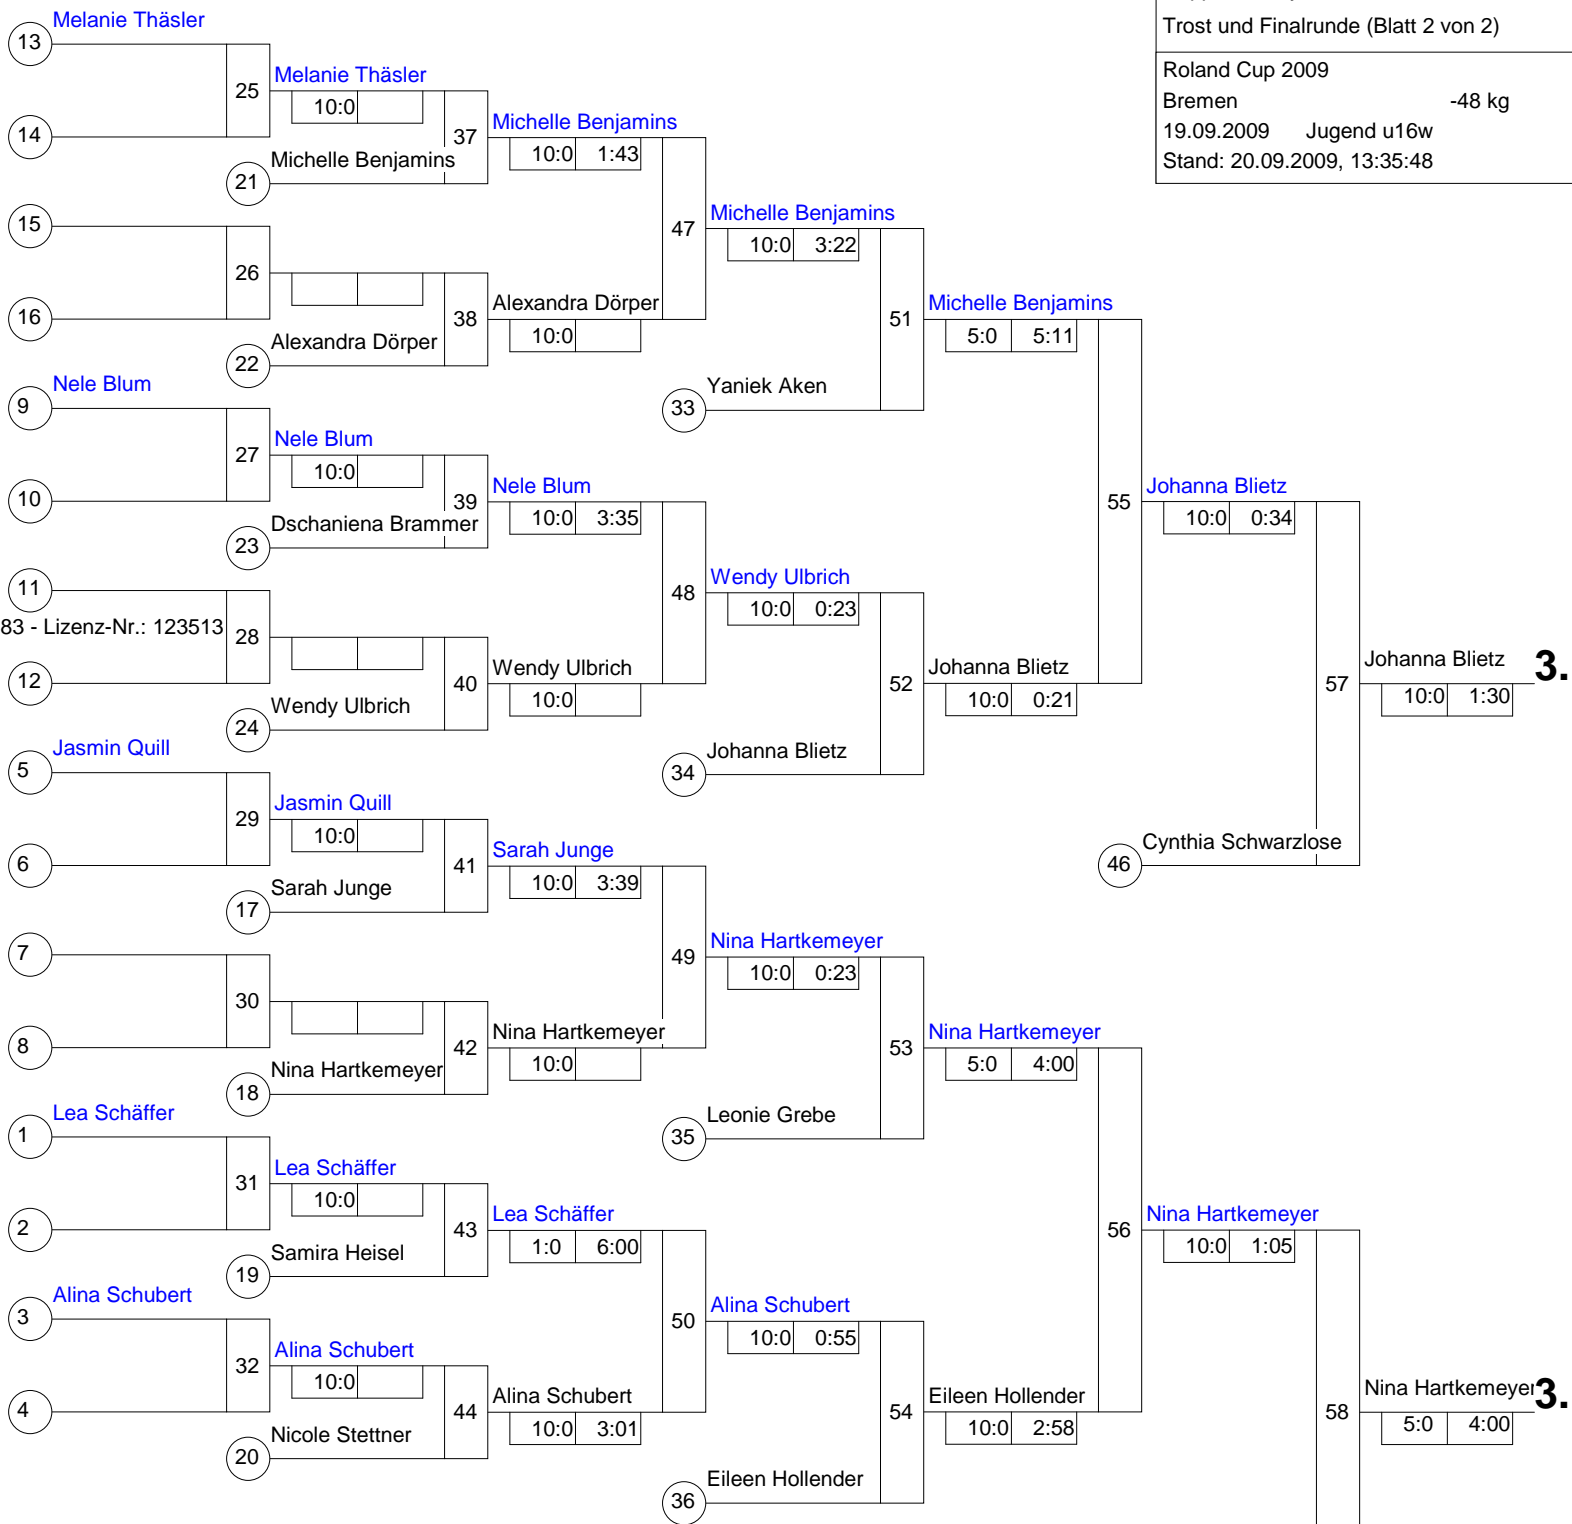 Trost und Finalrunde (Blatt 2 von 2)
Roland Cup 2009
Bremen -48 kg
19.09.2009 Jugend u16w
Stand: 20.09.2009, 13:35:48
13 Melanie Thäsler
14
25 Melanie Thäsler
10:0
21 Michelle Benjamins
37 Michelle Benjamins
10:0 1:43
15
16
26
22 Alexandra Dörper
38 Alexandra Dörper
10:0
47 Michelle Benjamins
10:0 3:22
33 Yaniek Aken
51 Michelle Benjamins
5:0 5:11
9 Nele Blum
10
27 Nele Blum
10:0
23 Dschaniena Brammer
39 Nele Blum
10:0 3:35
11
83 - Lizenz-Nr.: 123513
12
28
24 Wendy Ulbrich
40 Wendy Ulbrich
10:0
48 Wendy Ulbrich
10:0 0:23
34 Johanna Blietz
52 Johanna Blietz
10:0 0:21
55 Johanna Blietz
10:0 0:34
46 Cynthia Schwarzlose
57 Johanna Blietz 3.
10:0 1:30
5 Jasmin Quill
6
29 Jasmin Quill
10:0
17 Sarah Junge
41 Sarah Junge
10:0 3:39
7
8
30
18 Nina Hartkemeyer
42 Nina Hartkemeyer
10:0
49 Nina Hartkemeyer
10:0 0:23
35 Leonie Grebe
53 Nina Hartkemeyer
5:0 4:00
1 Lea Schäffer
2
31 Lea Schäffer
10:0
19 Samira Heisel
43 Lea Schäffer
1:0 6:00
3 Alina Schubert
4
32 Alina Schubert
10:0
20 Nicole Stettner
44 Alina Schubert
10:0 3:01
50 Alina Schubert
10:0 0:55
36 Eileen Hollender
54 Eileen Hollender
10:0 2:58
56 Nina Hartkemeyer
10:0 1:05
58 Nina Hartkemeyer 3.
5:0 4:00